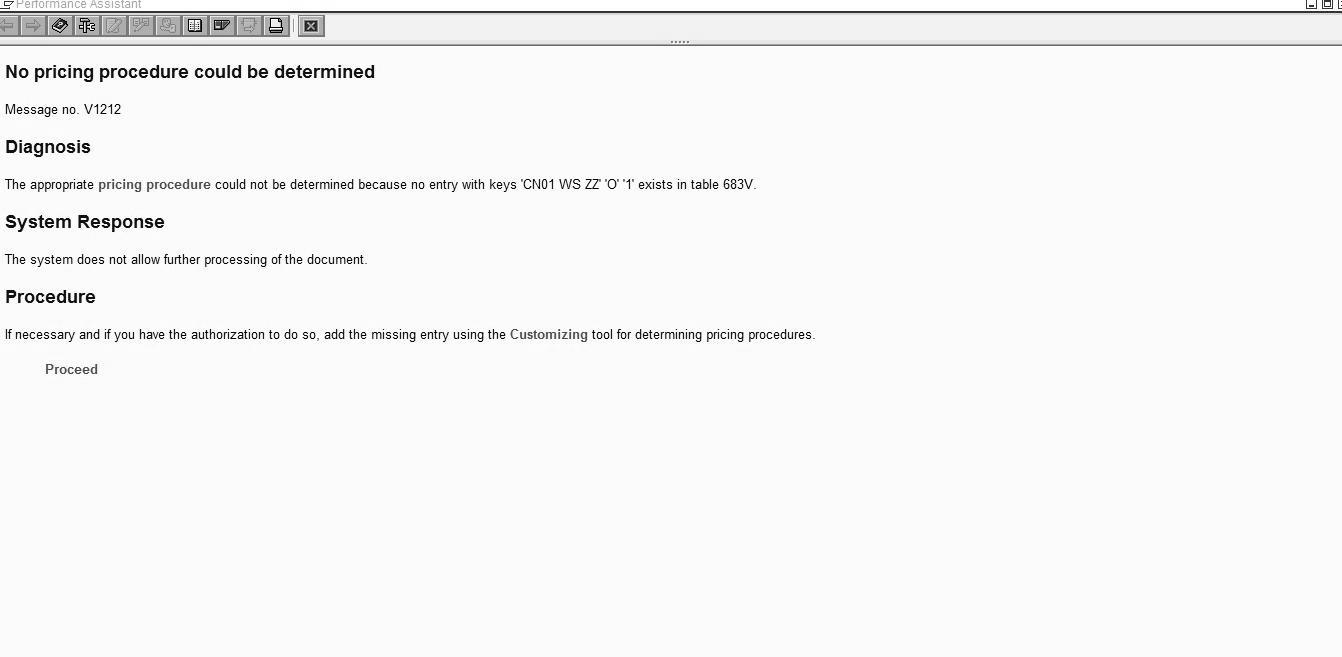 Performance Assistant
No pricing procedure could be determined
Message no. V1212
Diagnosis
The appropriate pricing procedure could not be determined because no entry with keys 'CN01 WS ZZ' 'O' '1' exists in table 683V.
System Response
The system does not allow further processing of the document.
Procedure
If necessary and if you have the authorization to do so, add the missing entry using the Customizing tool for determining pricing procedures.
Proceed